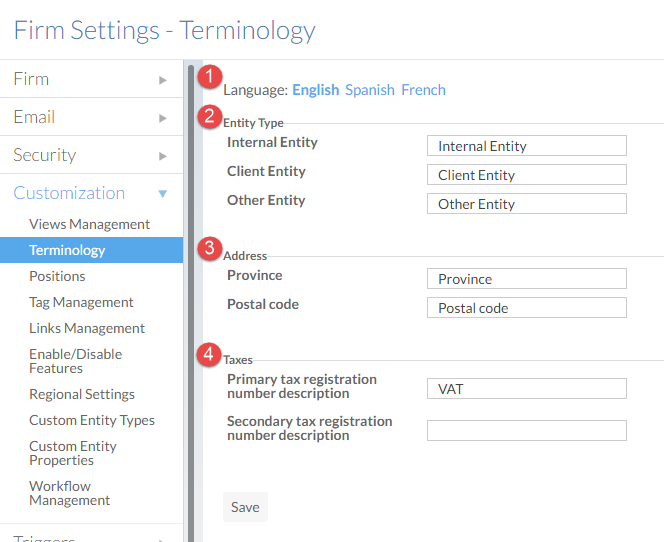 Firm Settings - Terminology
Firm
Email
Security
Customization
Views Management
Terminology
Positions
Tag Management
Links Management
Enable/Disable
Features
Regional Settings
Custom Entity Types
Custom Entity
Properties
Workflow
Management
Triggers
1
Language: English Spanish French
2
Entity Type
Internal Entity Internal Entity
Client Entity Client Entity
Other Entity Other Entity
3
Address
Province Province
Postal code Postal code
4
Taxes
Primary tax registration
number description VAT
Secondary tax registration
number description
Save